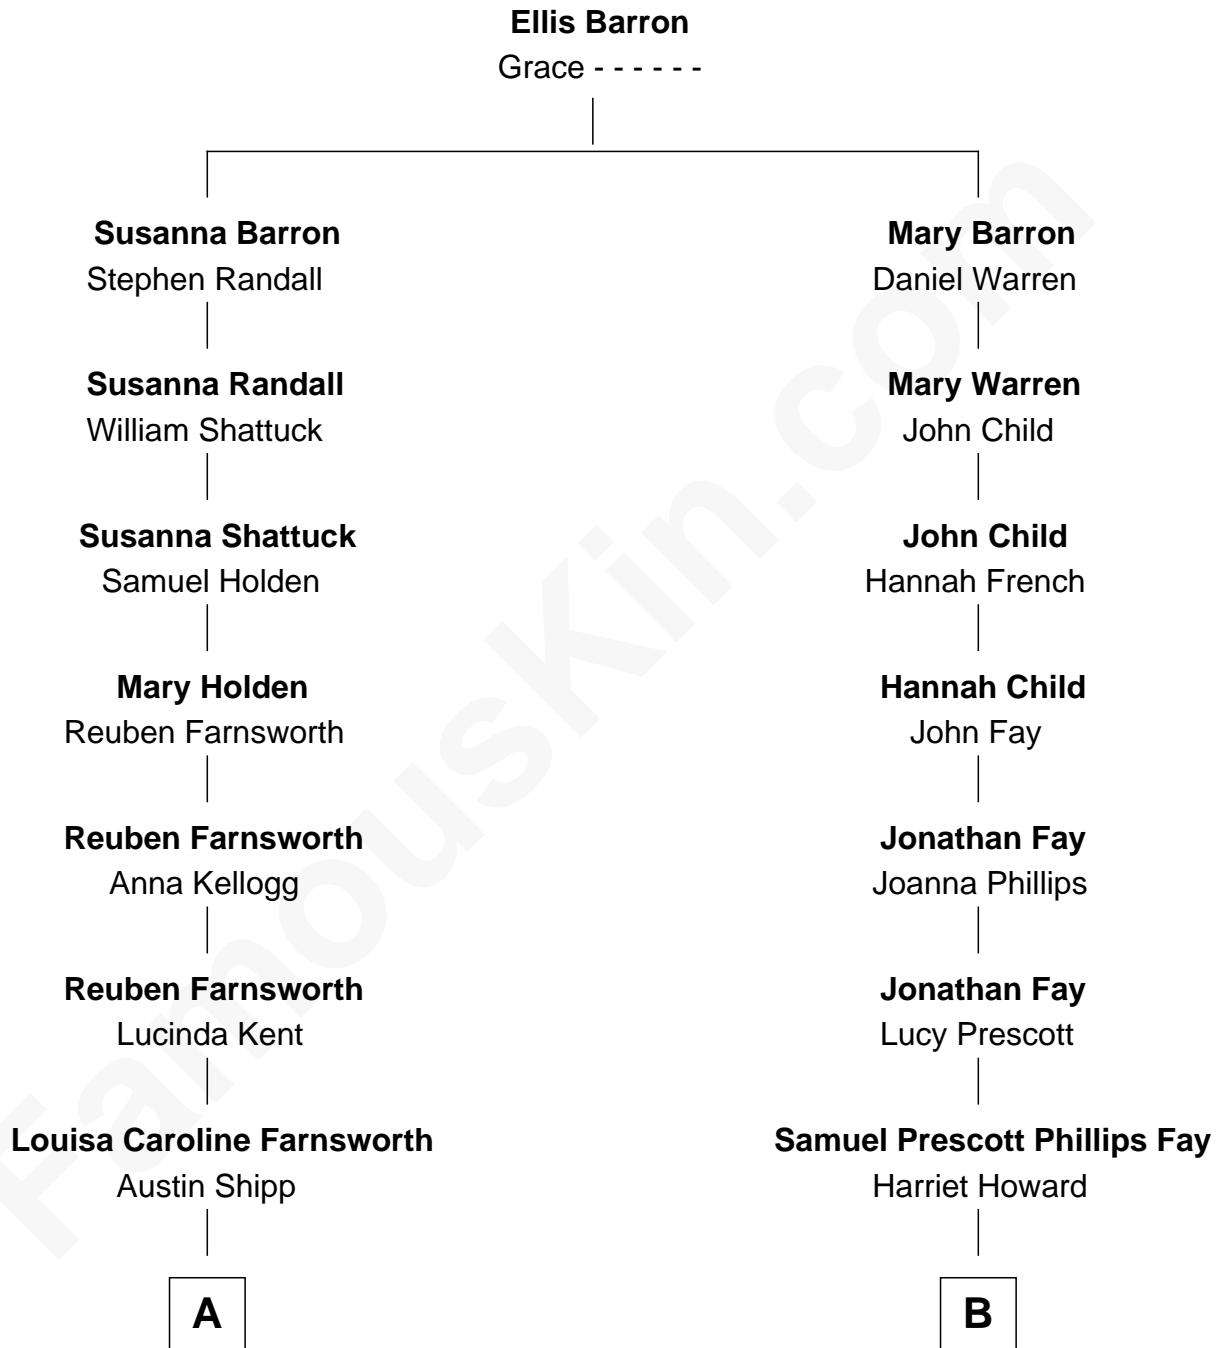 Ellis Barron
Grace - - - - - -
Susanna Barron
Stephen Randall
Mary Barron
Daniel Warren
Susanna Randall
William Shattuck
Mary Warren
John Child
Susanna Shattuck
Samuel Holden
John Child
Hannah French
Mary Holden
Reuben Farnsworth
Hannah Child
John Fay
Reuben Farnsworth
Anna Kellogg
Jonathan Fay
Joanna Phillips
Reuben Farnsworth
Lucinda Kent
Jonathan Fay
Lucy Prescott
Louisa Caroline Farnsworth
Austin Shipp
Samuel Prescott Phillips Fay
Harriet Howard
A
B
FamousKin.com